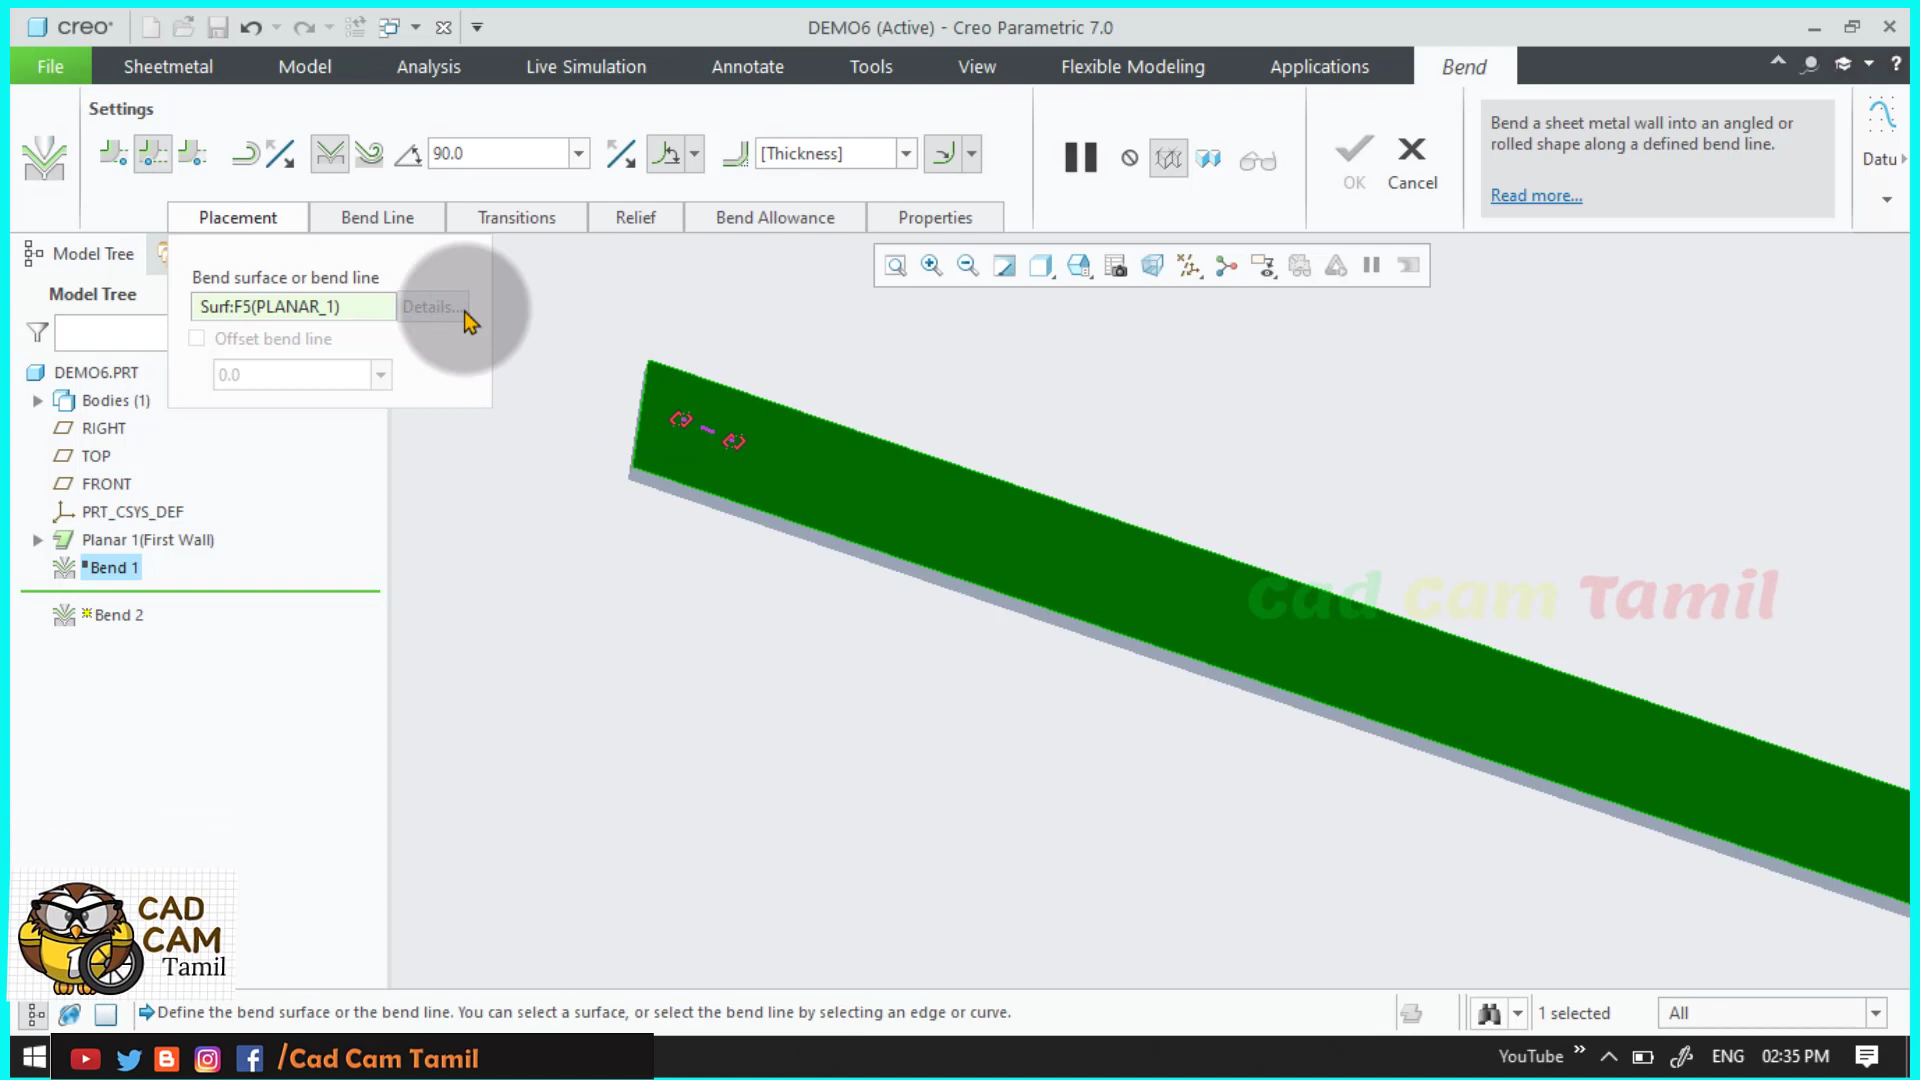 creo
DEMO6 (Active) - Creo Parametric 7.0
File
Sheetmetal
Model
Analysis
Live Simulation
Annotate
Tools
View
Flexible Modeling
Applications
Bend
?
Settings
90.0
[Thickness]
OK
Cancel
Bend a sheet metal wall into an angled or
rolled shape along a defined bend line.
Read more...
Datu
Placement
Bend Line
Transitions
Relief
Bend Allowance
Properties
Model Tree
Bend surface or bend line
Surf:F5(PLANAR_1)
Details...
Offset bend line
0.0
Model Tree
DEMO6.PRT
Bodies (1)
RIGHT
TOP
FRONT
PRT_CSYS_DEF
Planar 1(First Wall)
Bend 1
Bend 2
Cad Cam Tamil
CAD
CAM
Tamil
Define the bend surface or the bend line. You can select a surface, or select the bend line by selecting an edge or curve.
1 selected
All
/Cad Cam Tamil
YouTube
ENG
02:35 PM